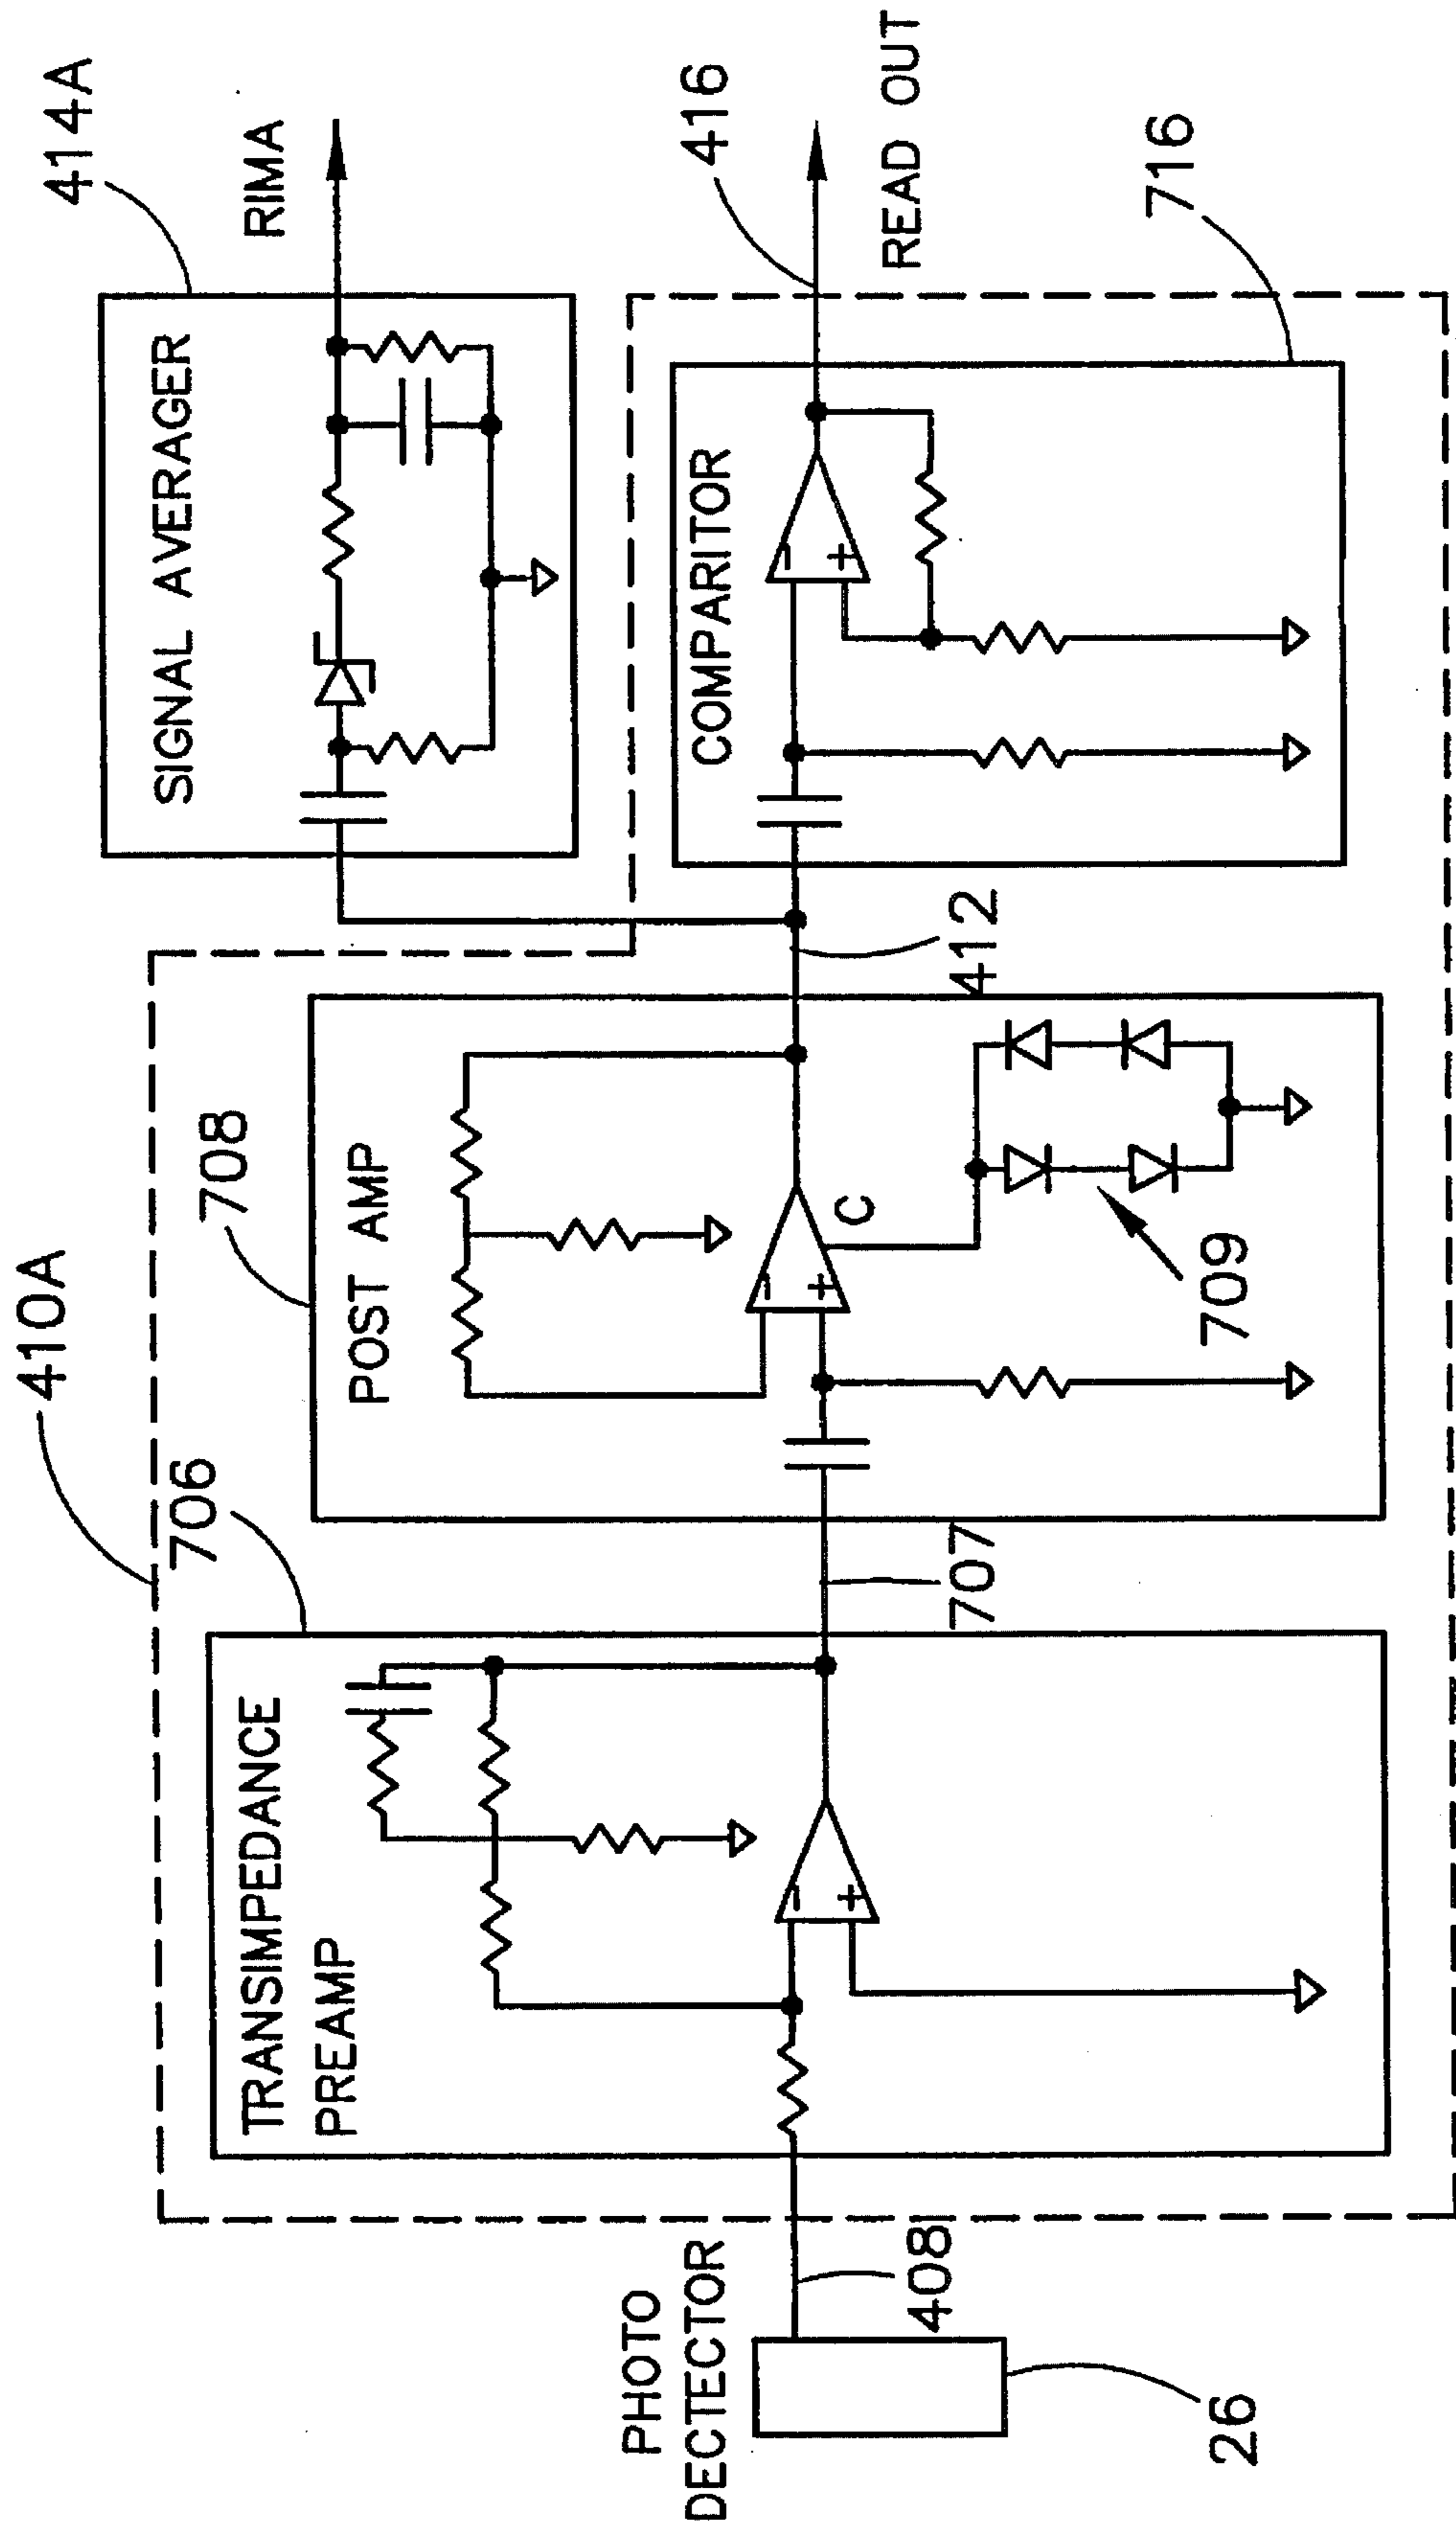 410A
708
706
TRANSIMPEDANCE
PREAMP
−
+
707
POST AMP
−
+
C
709
412
414A
SIGNAL AVERAGER
RIMA
COMPARITOR
−
+
416
READ OUT
716
PHOTO
DECTECTOR
408
26